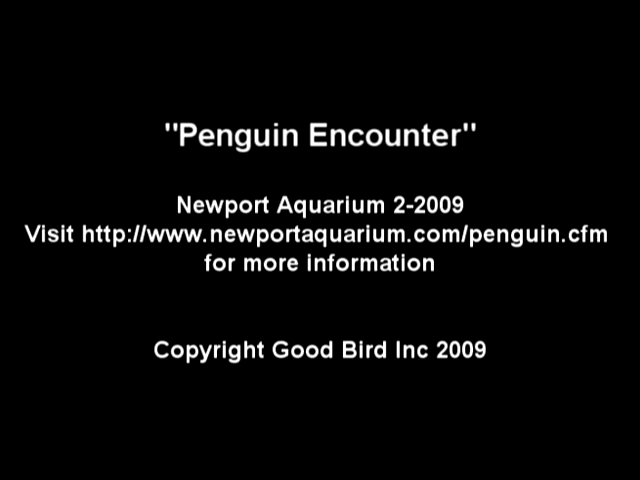 "Penguin Encounter"
Newport Aquarium 2-2009
Visit http://www.newportaquarium.com/penguin.cfm
for more information
Copyright Good Bird Inc 2009